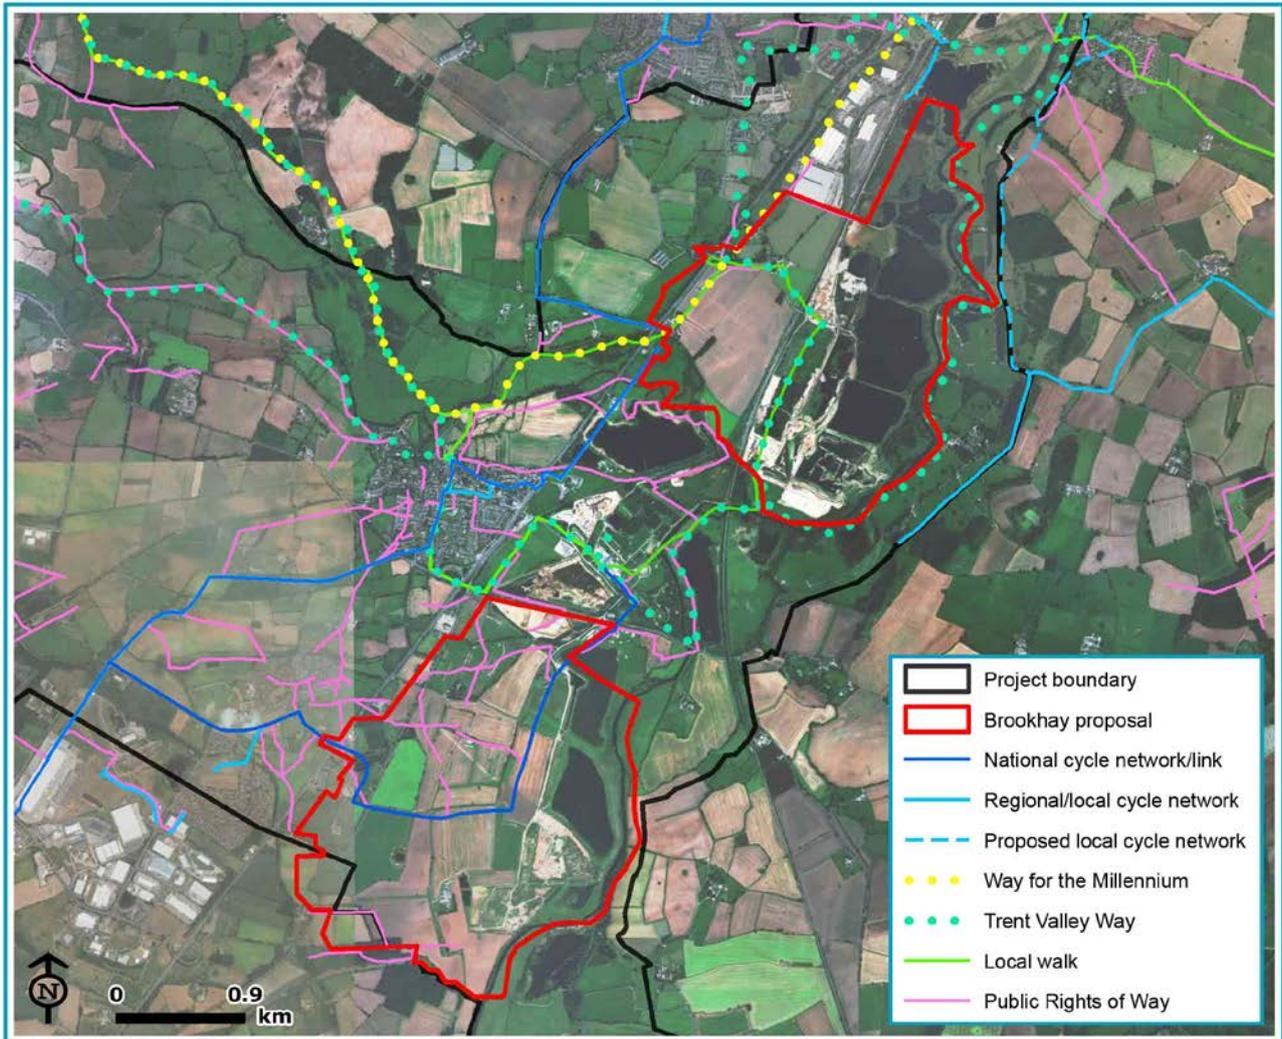 Project boundary
Brookhay proposal
National cycle network/link
Regional/local cycle network
Proposed local cycle network
Way for the Millennium
Trent Valley Way
Local walk
Public Rights of Way
N
0 0.9
km